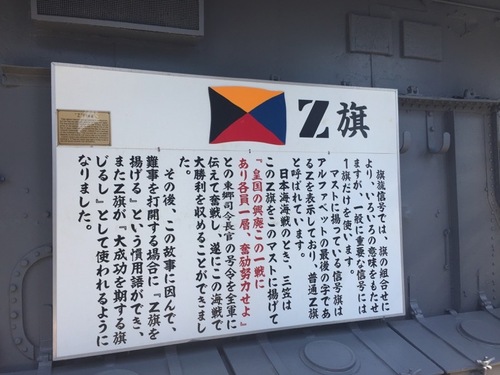 Z旗
旗旒信号では、旗の組合せに
より、いろいろの意味をもたせ
ますが、一般に重要な信号には
1旗だけを使います。
マストに揚っている信号旗は
アルファベットの最後の字であ
るZを表示しており、普通Z旗
と呼ばれています。
日本海海戦のとき、三笠は
このZ旗をこのマストに揚げて
『皇国の興廃この一戦に
あり各員一層、奮励努力せよ』
との東郷司令長官の号令を全軍に
伝えて奮戦し、遂にこの海戦で
大勝利を収めることができまし
た。
その後、この故事に因んで、
難事を打開する場合に『Z旗を
揚げる』という慣用語ができ、
またZ旗が『大成功を期する旗
じるし』として使われるように
なりました。